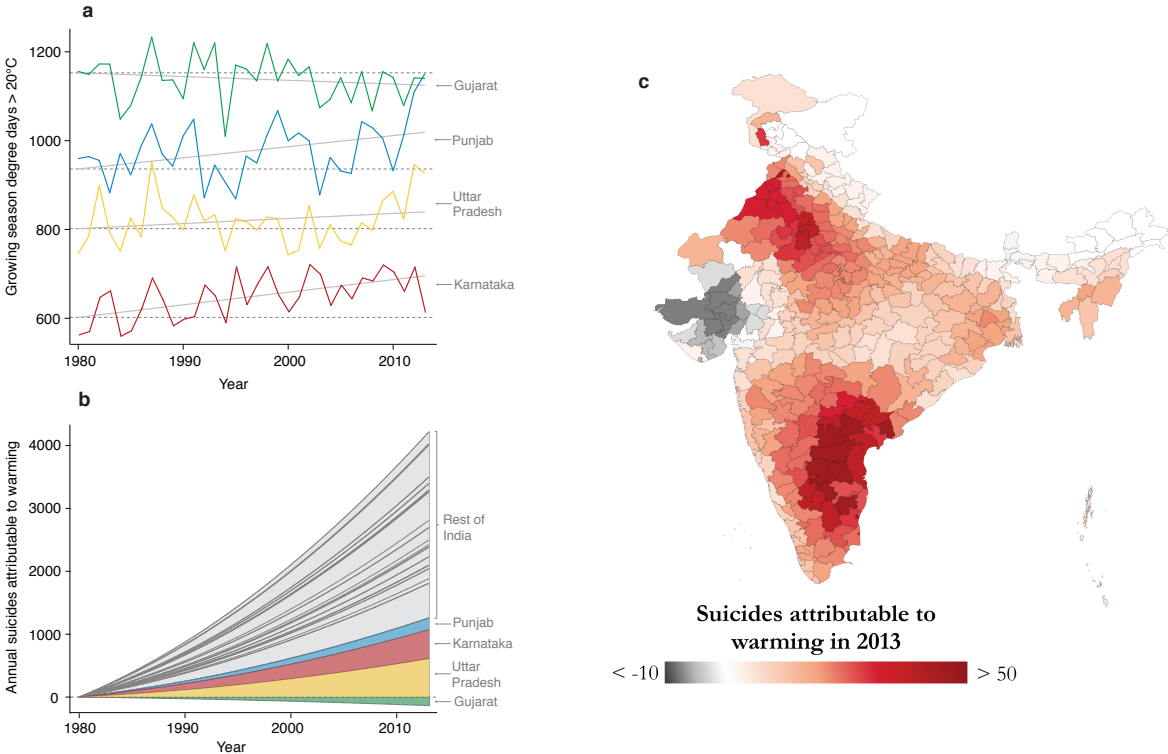 a
Growing season degree days > 20°C
1200
1000
800
600
1980
1990
2000
2010
Year
Gujarat
Punjab
Uttar
Pradesh
Karnataka
b
Annual suicides attributable to warming
4000
3000
2000
1000
0
1980
1990
2000
2010
Year
Rest of
India
Punjab
Karnataka
Uttar
Pradesh
Gujarat
c
Suicides attributable to
warming in 2013
< -10
> 50